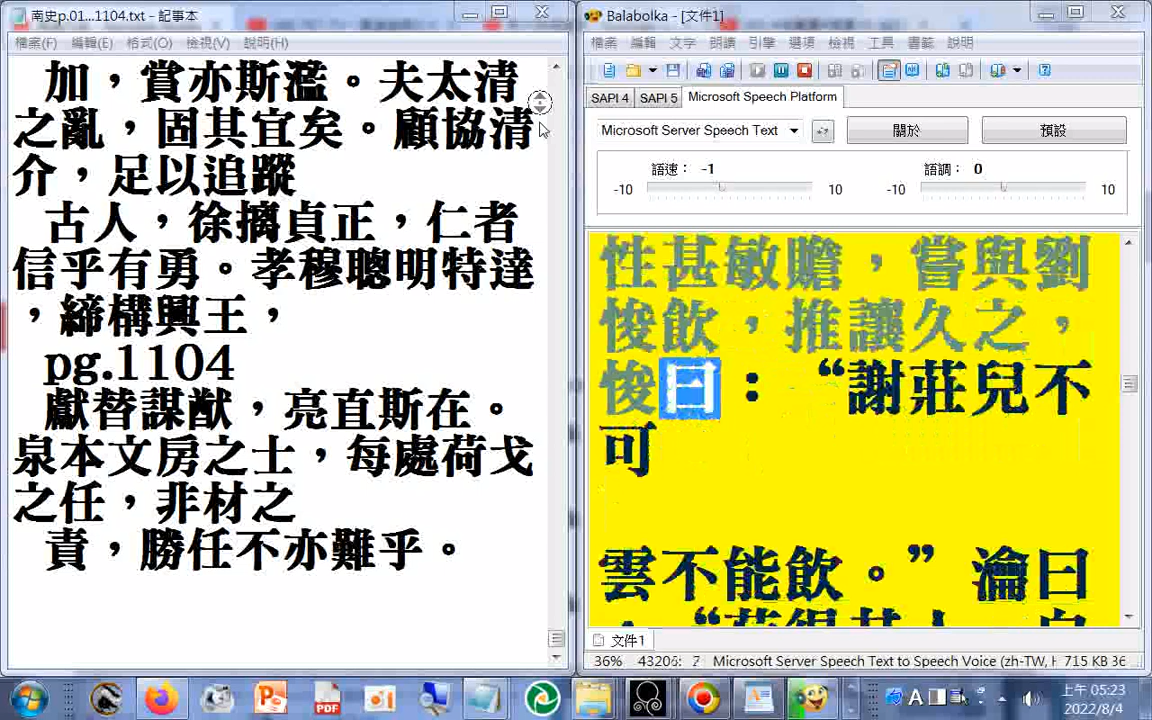 南史p.01...1104.txt - 記事本
檔案(F) 編輯(E) 格式(O) 檢視(V) 說明(H)
加，賞亦斯濫。夫太清
之亂，固其宜矣。顧協清
介，足以追蹤
古人，徐摛貞正，仁者
信乎有勇。孝穆聰明特達
，締構興王，
pg.1104
獻替謀猷，亮直斯在。
泉本文房之士，每處荷戈
之任，非材之
責，勝任不亦難乎。
Balabolka - [文件1]
檔案 編輯 文字 朗讀 引擎 選項 檢視 工具 書籤 說明
SAPI 4 SAPI 5 Microsoft Speech Platform
Microsoft Server Speech Text 關於 預設
語速： -1 語調： 0
-10 10 -10 10
性甚敏贍，嘗與劉
悛飲，推讓久之，
悛曰：“謝莊兒不
可
雲不能飲。”瀹曰
文件1
36% 43205: 7 Microsoft Server Speech Text to Speech Voice (zh-TW, H 715 KB 36
上午 05:23
2022/8/4